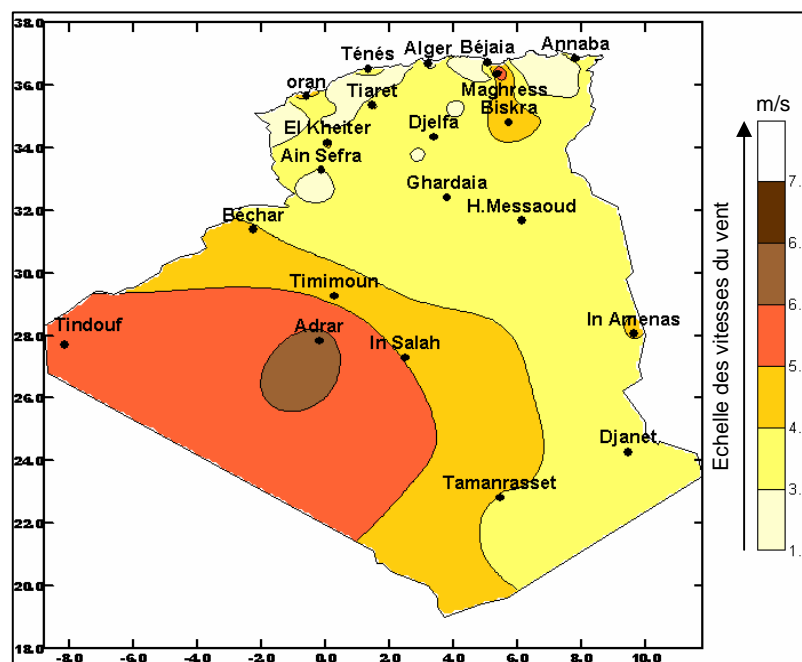 38.0
36.0
34.0
32.0
30.0
28.0
26.0
24.0
22.0
20.0
18.0
-8.0 -6.0 -4.0 -2.0 0.0 2.0 4.0 6.0 8.0 10.0
Ténés
Alger
Béjaia
Annaba
oran
Tiaret
Maghress
Biskra
El Kheiter
Djelfa
Ain Sefra
Ghardaia
H.Messaoud
Béchar
Timimoun
Tindouf
Adrar
In Salah
In Amenas
Djanet
Tamanrasset
m/s
Echelle des vitesses du vent
7.
6.
6.
5.
4.
3.
1.